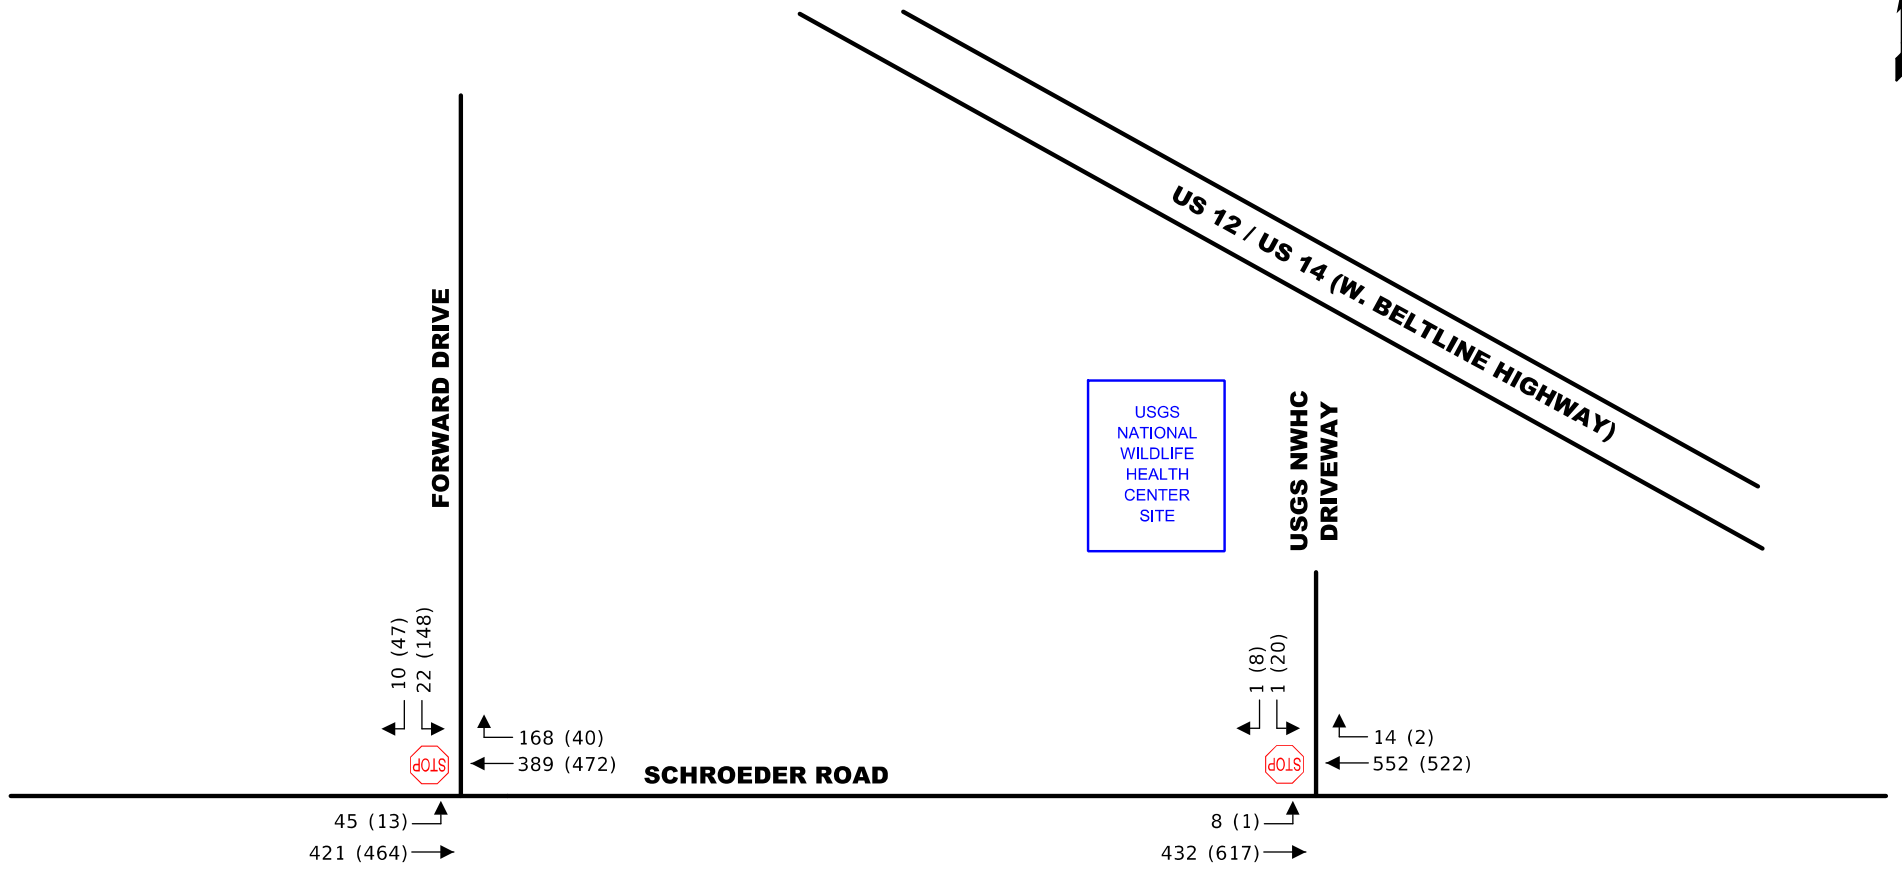 US 12 / US 14 (W. BELTLINE HIGHWAY)
FORWARD DRIVE
USGS
NATIONAL
WILDLIFE
HEALTH
CENTER
SITE
USGS NWHC
DRIVEWAY
10 (47)
22 (148)
STOP
168 (40)
389 (472)
SCHROEDER ROAD
1 (8)
1 (20)
STOP
14 (2)
552 (522)
45 (13)
421 (464)
8 (1)
432 (617)